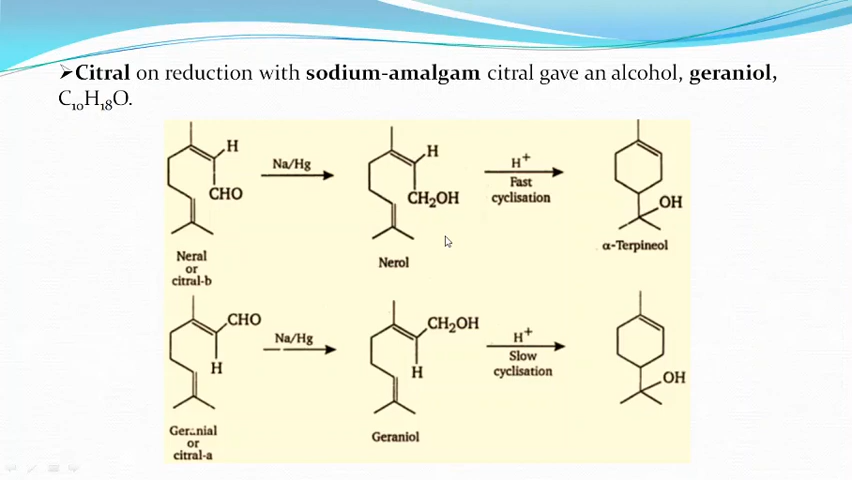 ➢Citral on reduction with sodium-amalgam citral gave an alcohol, geraniol,
C₁₀H₁₈O.
H
CHO
Na/Hg
H
CH₂OH
H⁺
Fast
cyclisation
OH
Neral
or
citral-b
Nerol
α-Terpineol
CHO
H
Na/Hg
CH₂OH
H
H⁺
Slow
cyclisation
OH
Geranial
or
citral-a
Geraniol